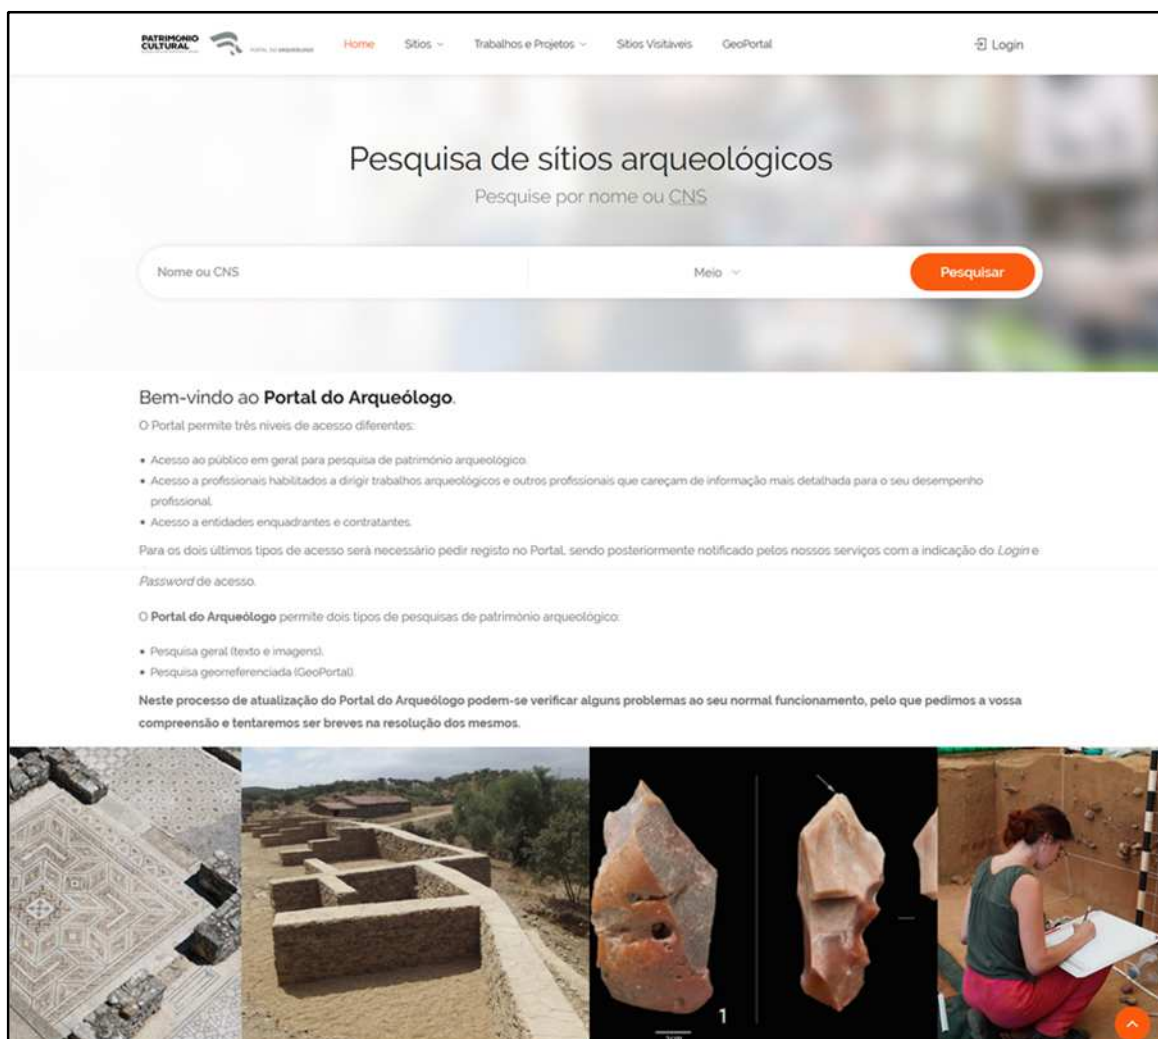 PATRIMÓNIO
CULTURAL
PORTAL DO ARQUEÓLOGO
Home
Sítios
Trabalhos e Projetos
Sítios Visitáveis
GeoPortal
Login
Pesquisa de sítios arqueológicos
Pesquise por nome ou CNS
Nome ou CNS
Meio
Pesquisar
Bem-vindo ao Portal do Arqueólogo.
O Portal permite três níveis de acesso diferentes:
• Acesso ao público em geral para pesquisa de património arqueológico.
• Acesso a profissionais habilitados a dirigir trabalhos arqueológicos e outros profissionais que careçam de informação mais detalhada para o seu desempenho
profissional.
• Acesso a entidades enquadrantes e contratantes.
Para os dois últimos tipos de acesso será necessário pedir registo no Portal, sendo posteriormente notificado pelos nossos serviços com a indicação do Login e
Password de acesso.
O Portal do Arqueólogo permite dois tipos de pesquisas de património arqueológico:
• Pesquisa geral (texto e imagens).
• Pesquisa georreferenciada (GeoPortal).
Neste processo de atualização do Portal do Arqueólogo podem-se verificar alguns problemas ao seu normal funcionamento, pelo que pedimos a vossa
compreensão e tentaremos ser breves na resolução dos mesmos.
1